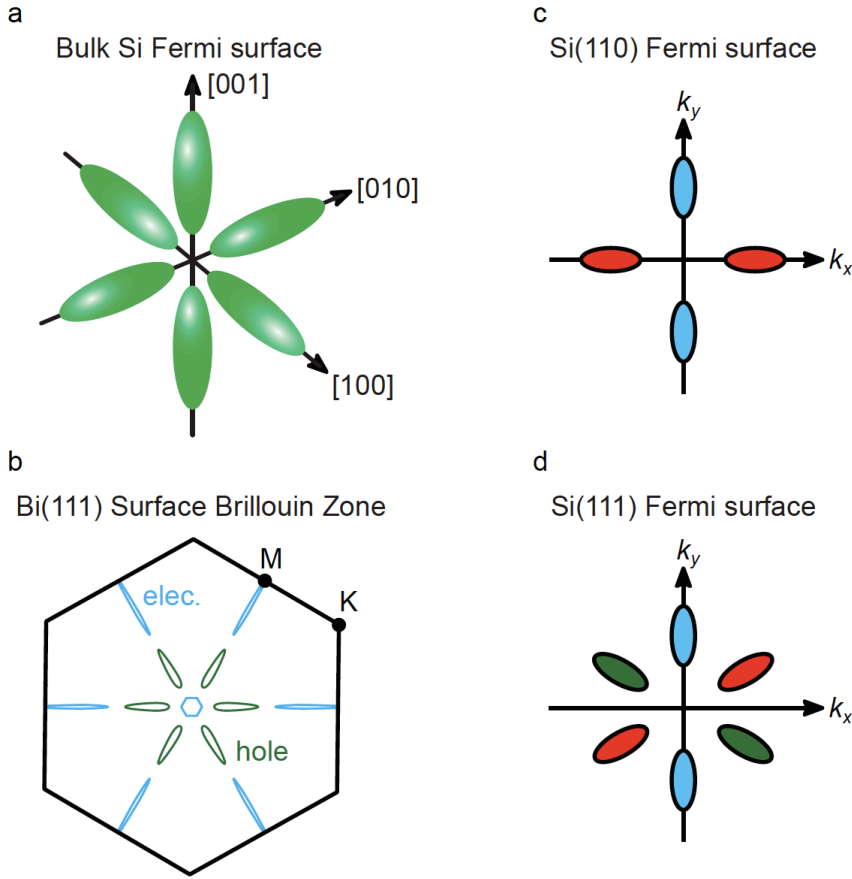 a
Bulk Si Fermi surface
[001]
[010]
[100]
b
Bi(111) Surface Brillouin Zone
M
K
elec.
hole
c
Si(110) Fermi surface
ky
kx
d
Si(111) Fermi surface
ky
kx